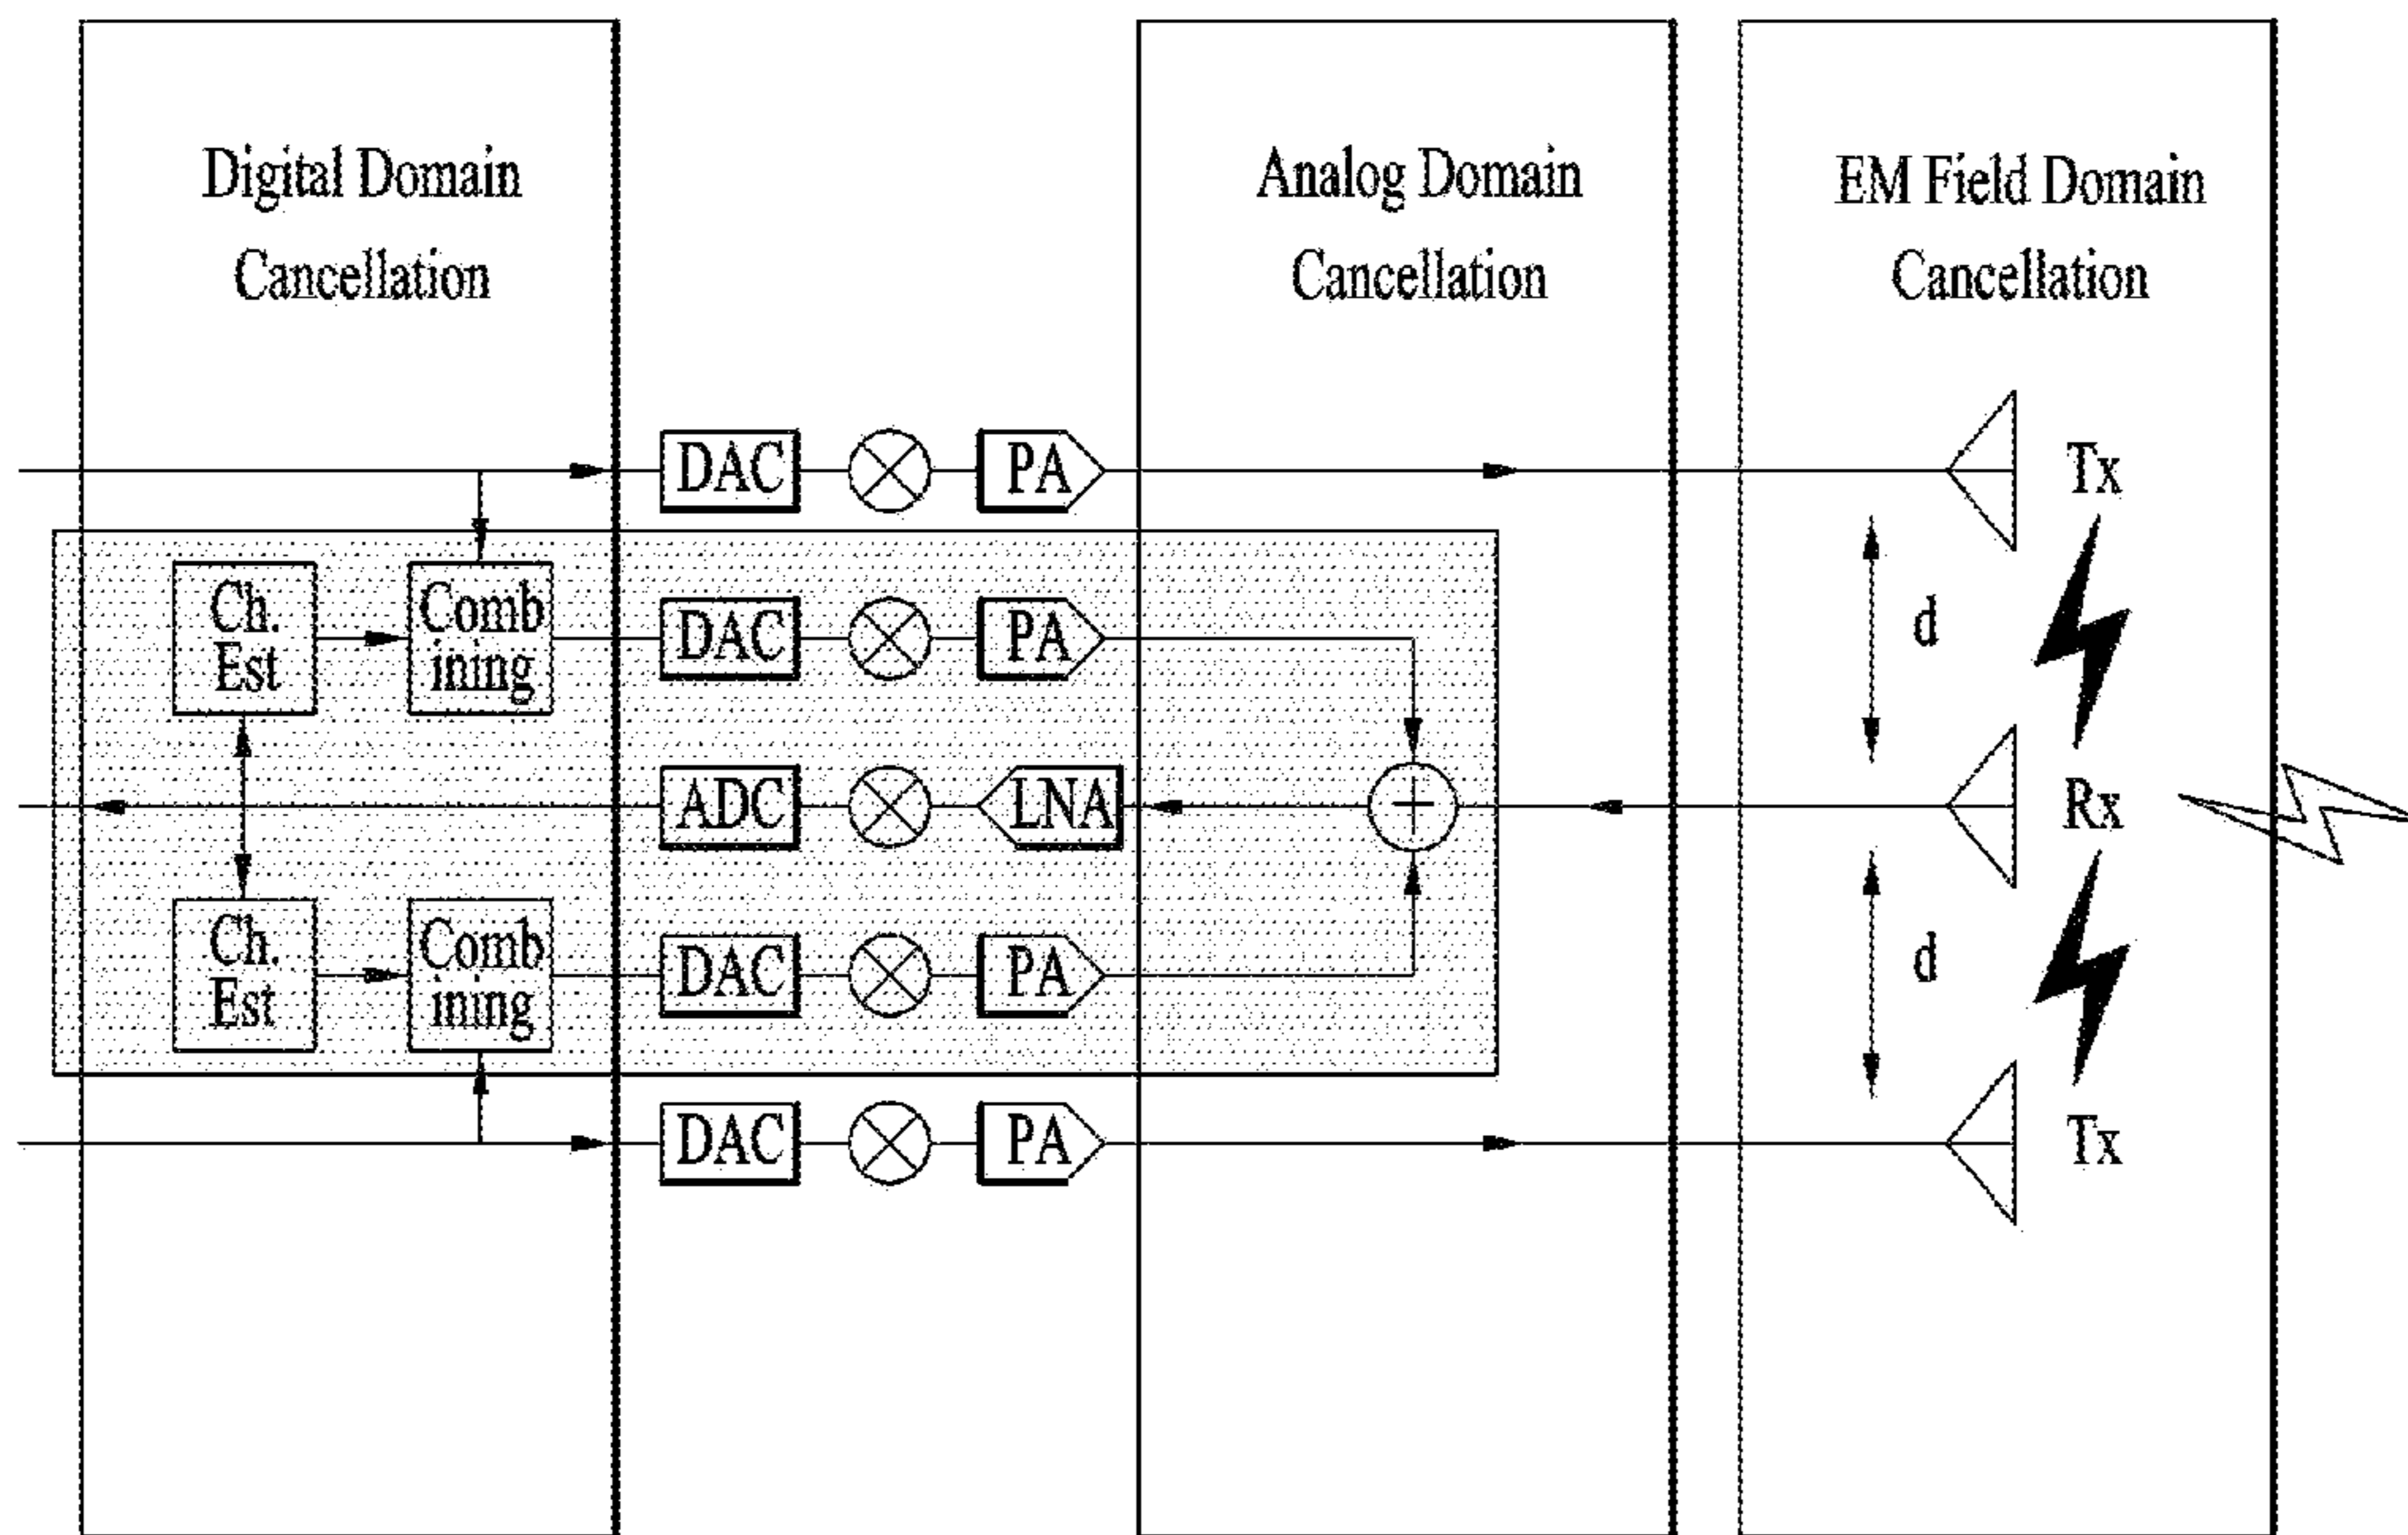 Digital Domain
Cancellation
Analog Domain
Cancellation
EM Field Domain
Cancellation
DAC
PA
Tx
Ch.
Est
Comb
ining
DAC
PA
d
ADC
LNA
Rx
Ch.
Est
Comb
ining
DAC
PA
d
DAC
PA
Tx